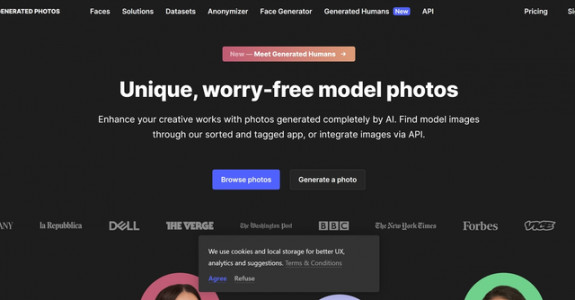 ENERATED PHOTOS Faces Solutions Datasets Anonymizer Face Generator Generated Humans New API Pricing Si
New — Meet Generated Humans →
Unique, worry-free model photos
Enhance your creative works with photos generated completely by AI. Find model images
through our sorted and tagged app, or integrate images via API.
Browse photos Generate a photo
ANY la Repubblica DELL THE VERGE The Washington Post BBC The New York Times Forbes VICE
We use cookies and local storage for better UX,
analytics and suggestions. Terms & Conditions
Agree Refuse